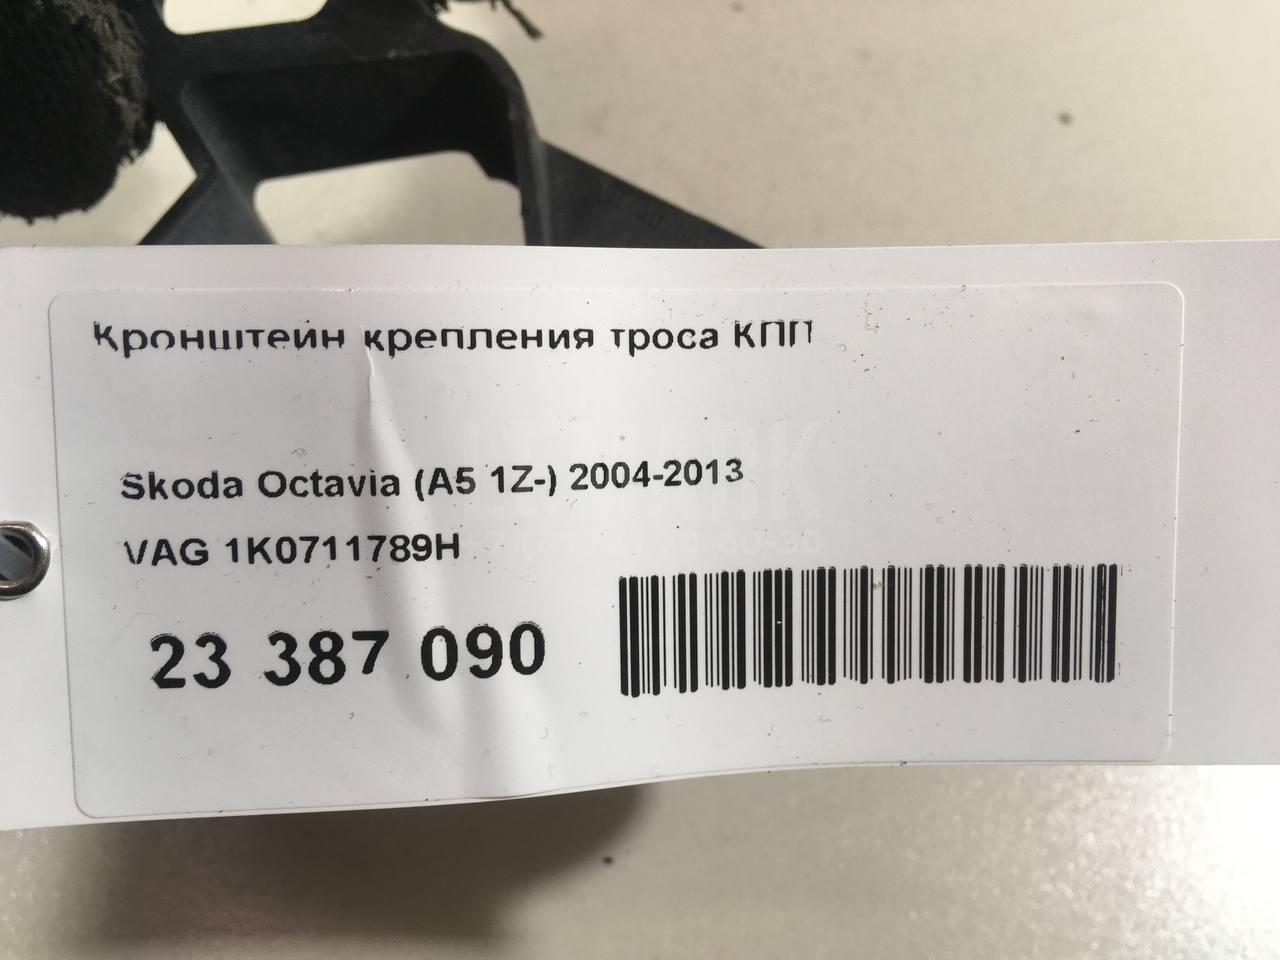 Кронштейн крепления троса КПП
Skoda Octavia (A5 1Z-) 2004-2013
VAG 1K0711789H
23 387 090